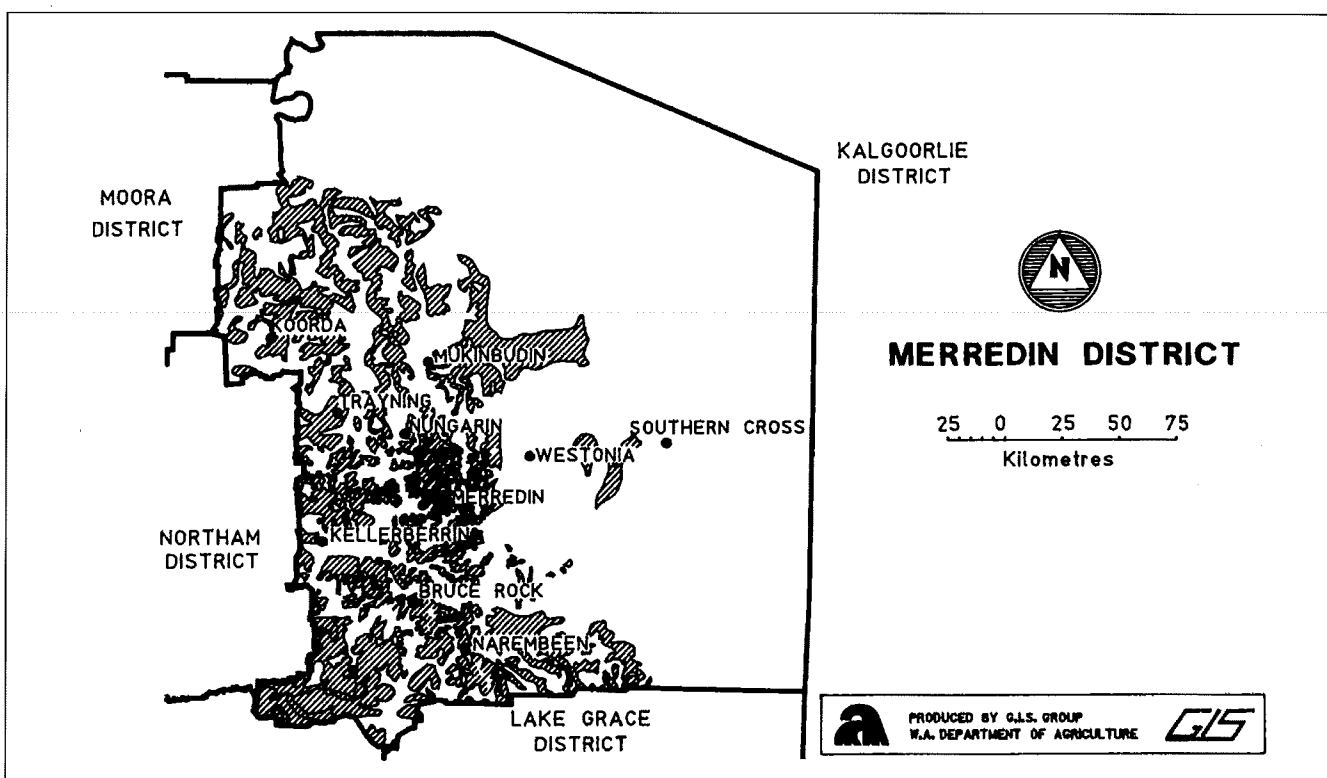 KALGOORLIE
DISTRICT
MOORA
DISTRICT
N
KOORDA
MUKINBUDIN
MERREDIN DISTRICT
TRAYNING
NUNGARIN
SOUTHERN CROSS
WESTONIA
25 0 25 50 75
Kilometres
MERREDIN
NORTHAM
DISTRICT
KELLERBERRIN
BRUCE ROCK
NAREMBEEN
LAKE GRACE
DISTRICT
a
PRODUCED BY G.I.S. GROUP
W.A. DEPARTMENT OF AGRICULTURE
GIS